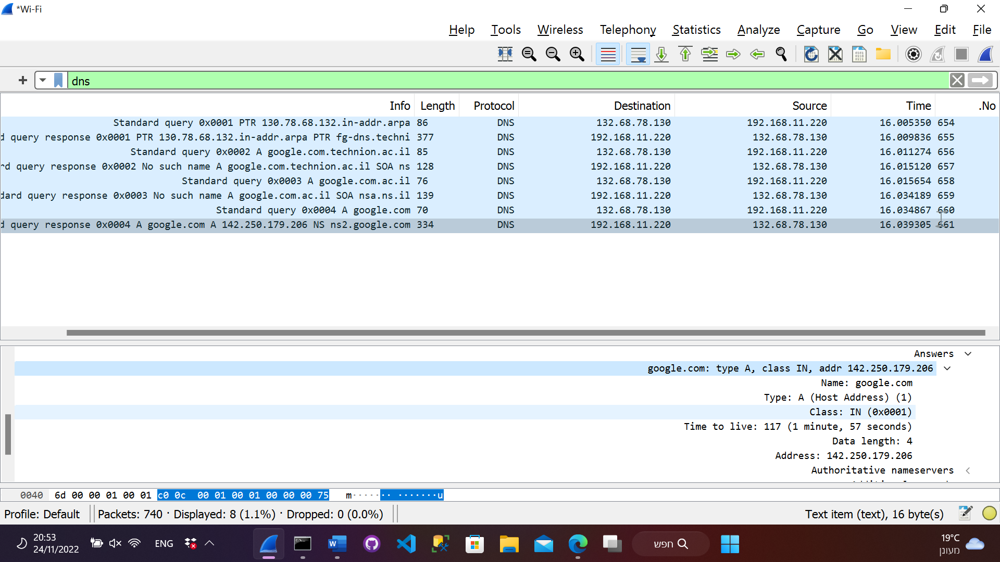 *Wi-Fi
Help Tools Wireless Telephony Statistics Analyze Capture Go View Edit File
dns
Info Length Protocol Destination Source Time .No
Standard query 0x0001 PTR 130.78.68.132.in-addr.arpa 86 DNS 132.68.78.130 192.168.11.220 16.005350 654
query response 0x0001 PTR 130.78.68.132.in-addr.arpa PTR fg-dns.techni 377 DNS 192.168.11.220 132.68.78.130 16.009836 655
Standard query 0x0002 A google.com.technion.ac.il 85 DNS 132.68.78.130 192.168.11.220 16.011274 656
rd query response 0x0002 No such name A google.com.technion.ac.il SOA ns 128 DNS 192.168.11.220 132.68.78.130 16.015120 657
Standard query 0x0003 A google.com.ac.il 76 DNS 132.68.78.130 192.168.11.220 16.015654 658
dard query response 0x0003 No such name A google.com.ac.il SOA nsa.ns.il 139 DNS 192.168.11.220 132.68.78.130 16.034189 659
Standard query 0x0004 A google.com 70 DNS 132.68.78.130 192.168.11.220 16.034867 660
query response 0x0004 A google.com A 142.250.179.206 NS ns2.google.com 334 DNS 192.168.11.220 132.68.78.130 16.039305 661
Answers
google.com: type A, class IN, addr 142.250.179.206
Name: google.com
Type: A (Host Address) (1)
Class: IN (0x0001)
Time to live: 117 (1 minute, 57 seconds)
Data length: 4
Address: 142.250.179.206
Authoritative nameservers
0040 6d 00 00 01 00 01 c0 0c 00 01 00 01 00 00 00 75 m····· ·· ·······u
Profile: Default Packets: 740 · Displayed: 8 (1.1%) · Dropped: 0 (0.0%) Text item (text), 16 byte(s)
20:53
24/11/2022
ENG
חפש
19°C
מעונן